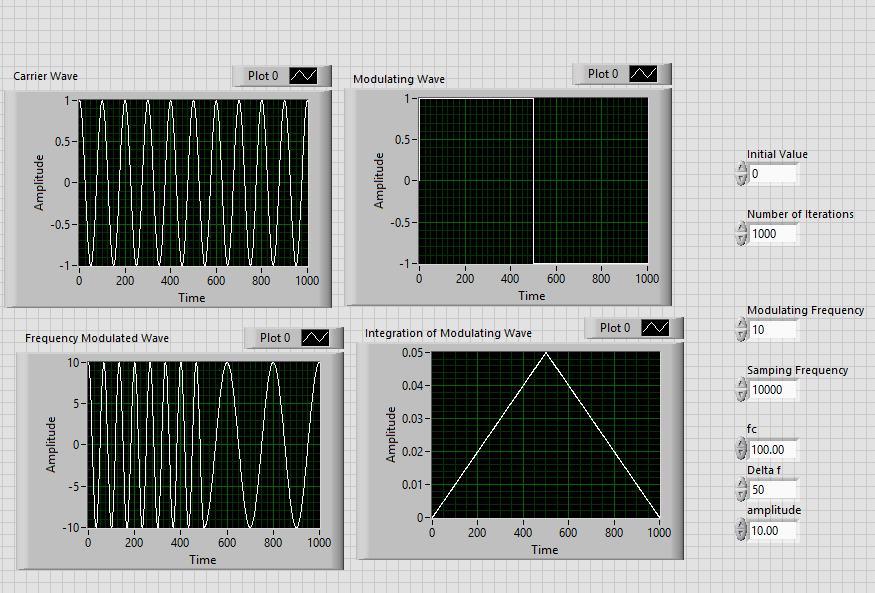 Carrier Wave
Plot 0
Amplitude
1
0.5
0
-0.5
-1
0 200 400 600 800 1000
Time
Modulating Wave
Plot 0
Amplitude
1
0.5
0
-0.5
-1
0 200 400 600 800 1000
Time
Frequency Modulated Wave
Plot 0
Amplitude
10
5
0
-5
-10
0 200 400 600 800 1000
Time
Integration of Modulating Wave
Plot 0
Amplitude
0.05
0.04
0.03
0.02
0.01
0
0 200 400 600 800 1000
Time
Initial Value
0
Number of Iterations
1000
Modulating Frequency
10
Samping Frequency
10000
fc
100.00
Delta f
50
amplitude
10.00